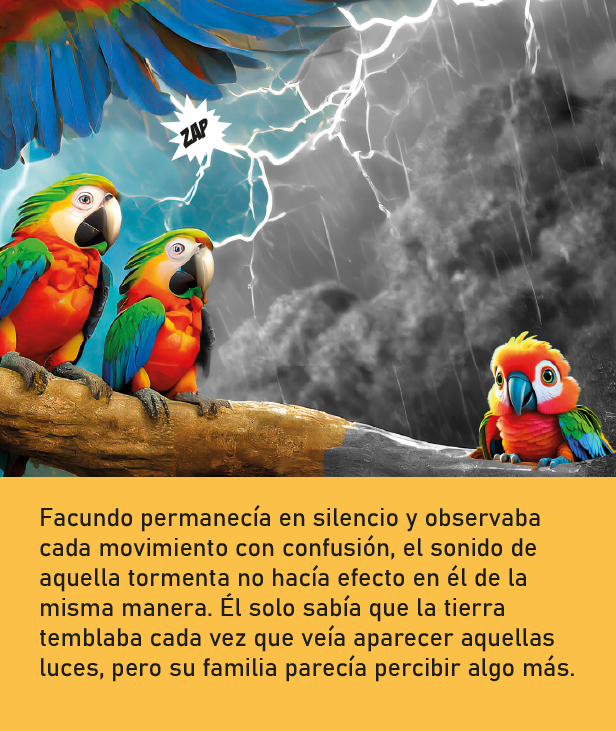 ZAP
Facundo permanecía en silencio y observaba
cada movimiento con confusión, el sonido de
aquella tormenta no hacía efecto en él de la
misma manera. Él solo sabía que la tierra
temblaba cada vez que veía aparecer aquellas
luces, pero su familia parecía percibir algo más.